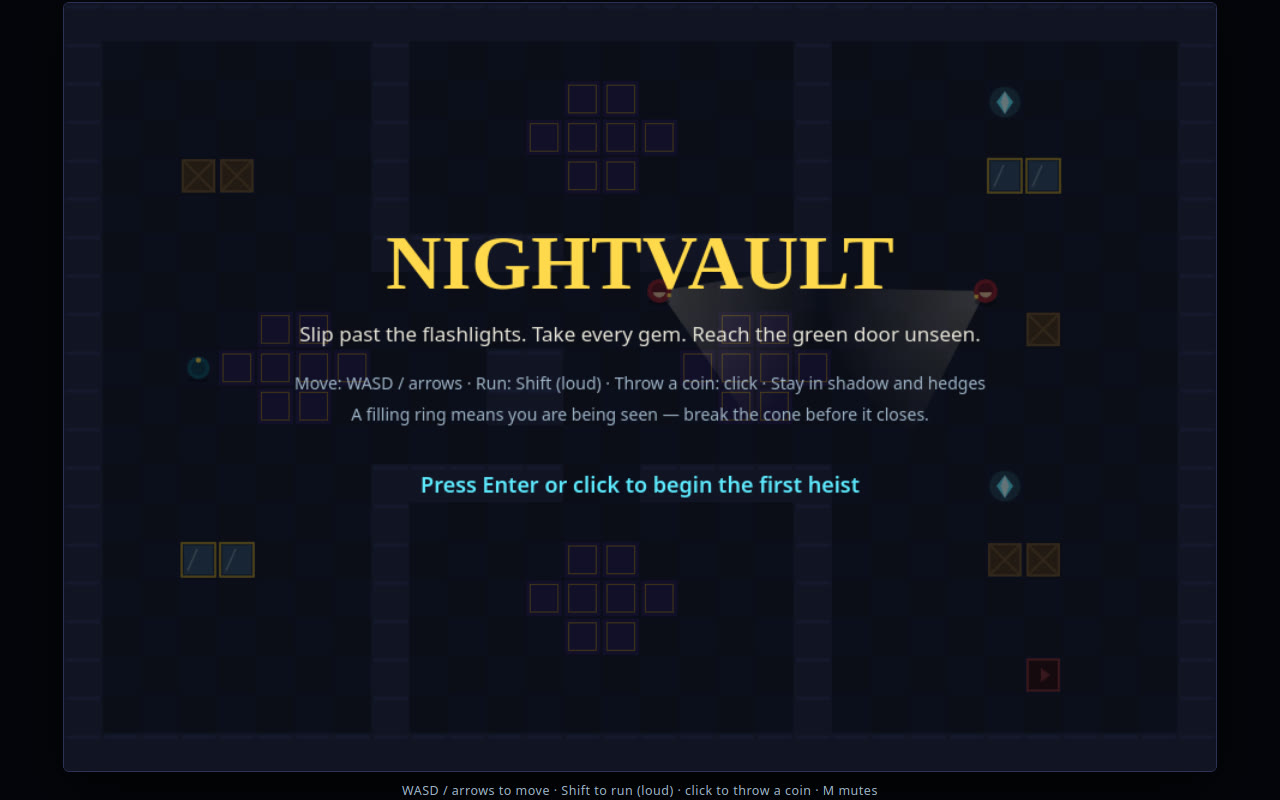 NIGHTVAULT
Slip past the flashlights. Take every gem. Reach the green door unseen.
Move: WASD / arrows · Run: Shift (loud) · Throw a coin: click · Stay in shadow and hedges
A filling ring means you are being seen — break the cone before it closes.
Press Enter or click to begin the first heist
WASD / arrows to move · Shift to run (loud) · click to throw a coin · M mutes